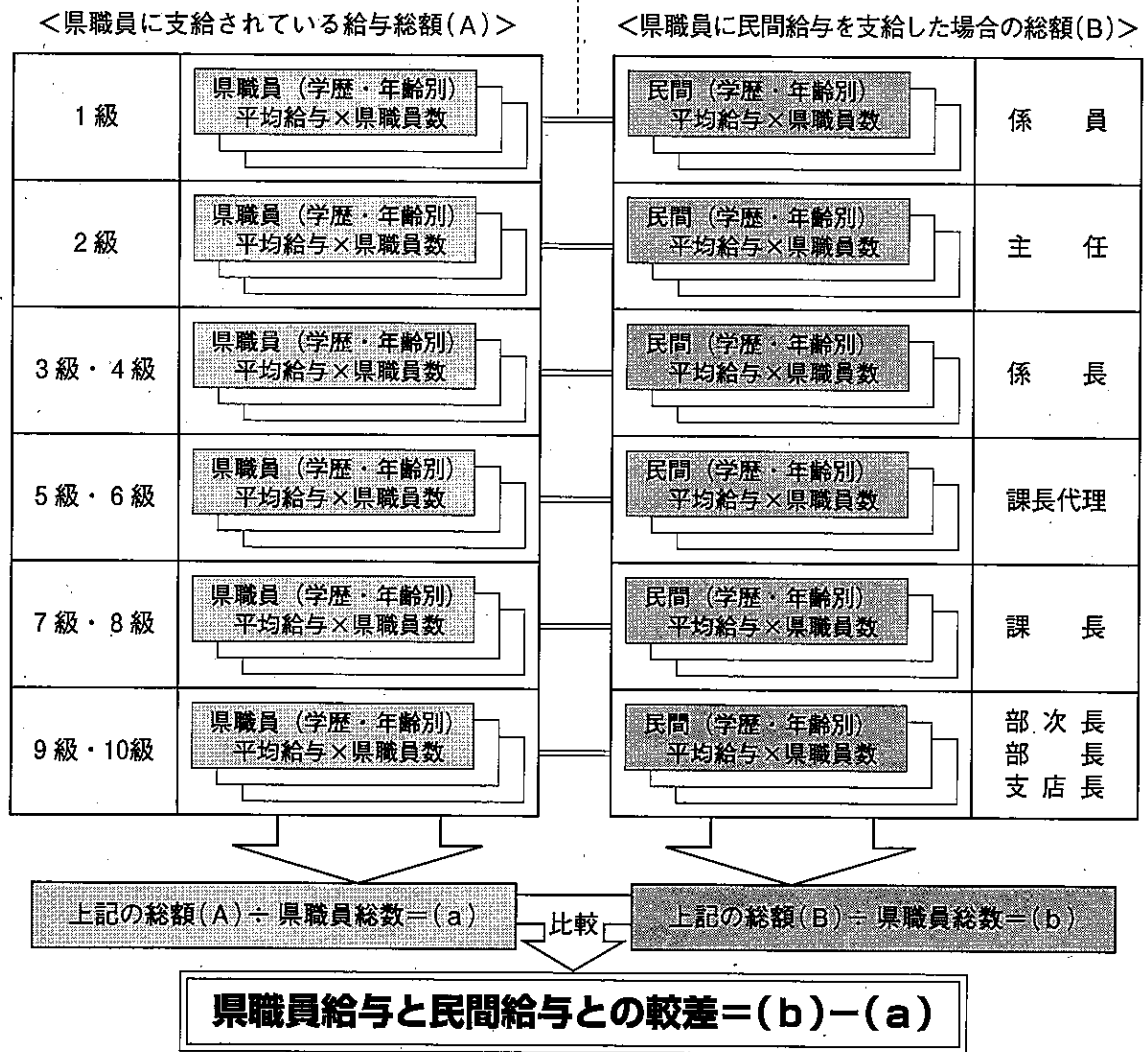 ＜県職員に支給されている給与総額(A)＞
＜県職員に民間給与を支給した場合の総額(B)＞
1級
県職員（学歴・年齢別）
平均給与×県職員数
民間（学歴・年齢別）
平均給与×県職員数
係員
2級
県職員（学歴・年齢別）
平均給与×県職員数
民間（学歴・年齢別）
平均給与×県職員数
主任
3級・4級
県職員（学歴・年齢別）
平均給与×県職員数
民間（学歴・年齢別）
平均給与×県職員数
係長
5級・6級
県職員（学歴・年齢別）
平均給与×県職員数
民間（学歴・年齢別）
平均給与×県職員数
課長代理
7級・8級
県職員（学歴・年齢別）
平均給与×県職員数
民間（学歴・年齢別）
平均給与×県職員数
課長
9級・10級
県職員（学歴・年齢別）
平均給与×県職員数
民間（学歴・年齢別）
平均給与×県職員数
部次長
部長
支店長
上記の総額(A)÷県職員総数＝(a)
比較
上記の総額(B)÷県職員総数＝(b)
県職員給与と民間給与との較差＝(b)－(a)